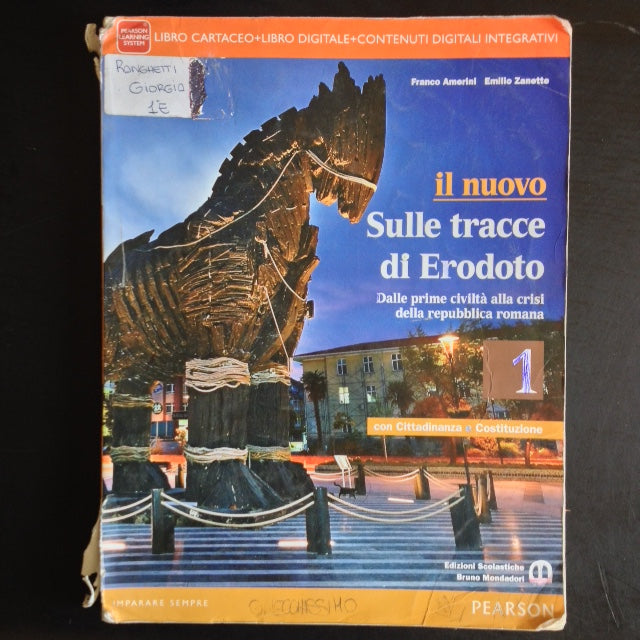 PEARSON
LEARNING
SYSTEM
LIBRO CARTACEO+LIBRO DIGITALE+CONTENUTI DIGITALI INTEGRATIVI
RONGHETTI
GIORGIA
1E
Franco Amerini Emilio Zanette
il nuovo
Sulle tracce
di Erodoto
Dalle prime civiltà alla crisi
della repubblica romana
1
con Cittadinanza e Costituzione
Edizioni Scolastiche
Bruno Mondadori
IMPARARE SEMPRE
PEARSON